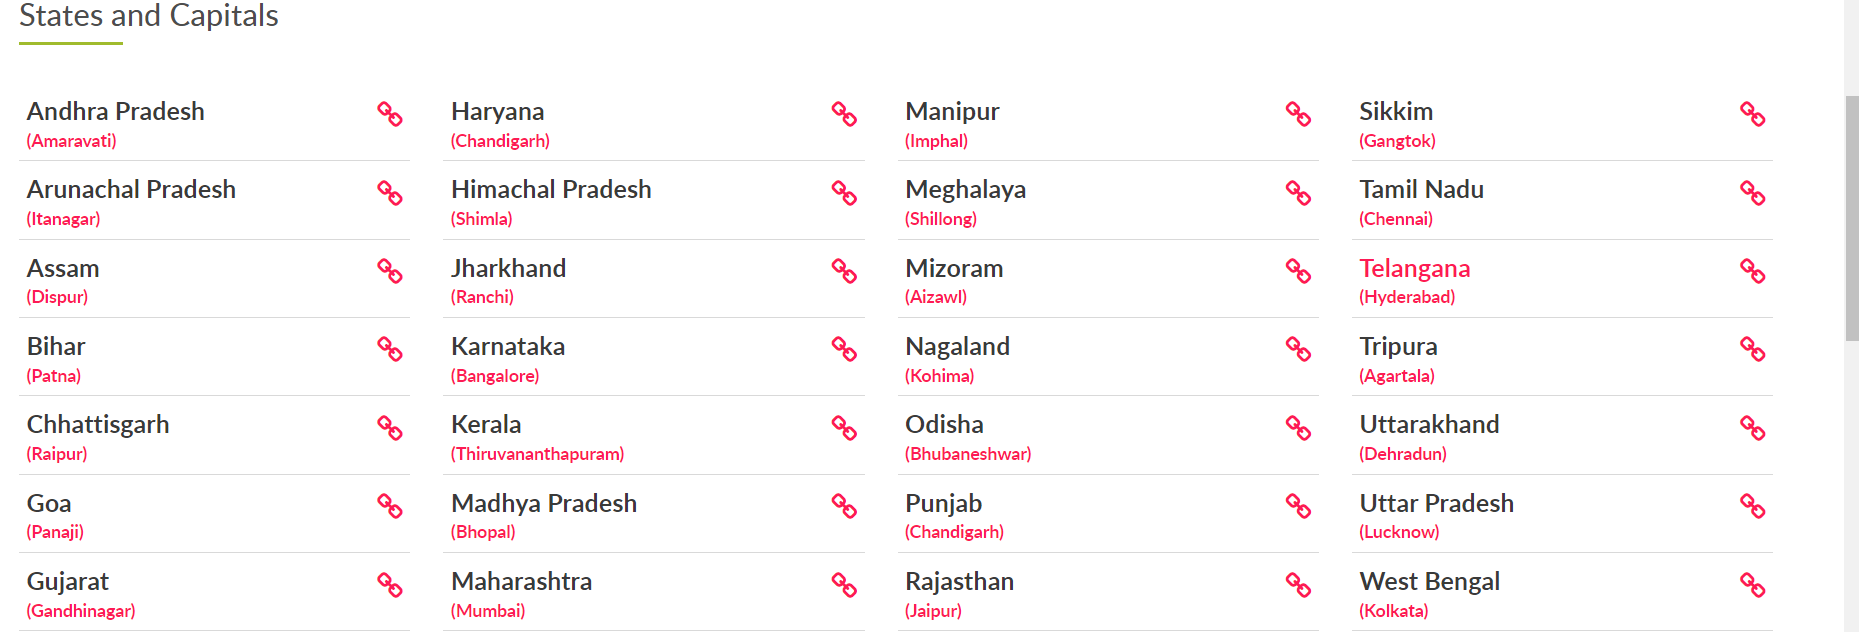 States and Capitals
Andhra Pradesh
(Amaravati)
Arunachal Pradesh
(Itanagar)
Assam
(Dispur)
Bihar
(Patna)
Chhattisgarh
(Raipur)
Goa
(Panaji)
Gujarat
(Gandhinagar)
Haryana
(Chandigarh)
Himachal Pradesh
(Shimla)
Jharkhand
(Ranchi)
Karnataka
(Bangalore)
Kerala
(Thiruvananthapuram)
Madhya Pradesh
(Bhopal)
Maharashtra
(Mumbai)
Manipur
(Imphal)
Meghalaya
(Shillong)
Mizoram
(Aizawl)
Nagaland
(Kohima)
Odisha
(Bhubaneshwar)
Punjab
(Chandigarh)
Rajasthan
(Jaipur)
Sikkim
(Gangtok)
Tamil Nadu
(Chennai)
Telangana
(Hyderabad)
Tripura
(Agartala)
Uttarakhand
(Dehradun)
Uttar Pradesh
(Lucknow)
West Bengal
(Kolkata)